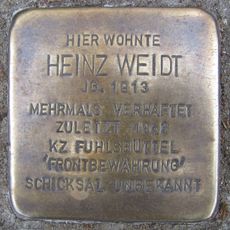 HIER WOHNTE
HEINZ WEIDT
JG. 1913
MEHRMALS VERHAFTET
ZULETZT
KZ FUHLSBÜTTEL
'FRONTBEWÄHRUNG'
SCHICKSAL UNBEKANNT